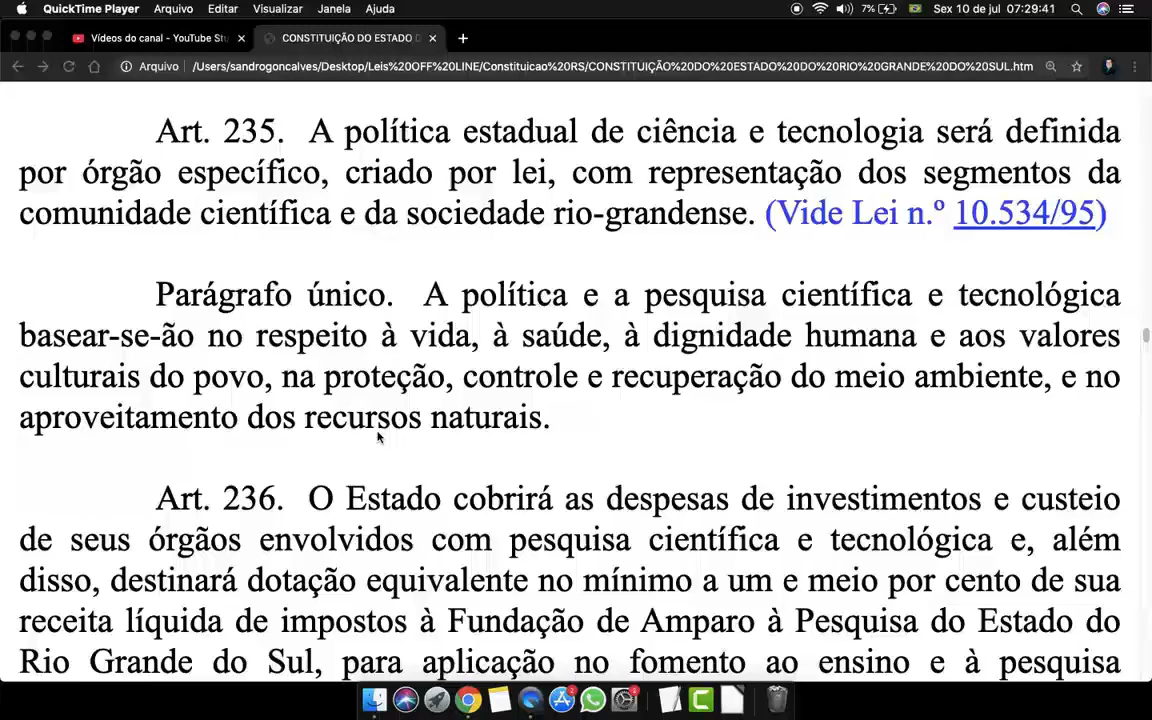 QuickTime Player Arquivo Editar Visualizar Janela Ajuda 7% Sex 10 de jul 07:29:41
Vídeos do canal - YouTube Stu CONSTITUIÇÃO DO ESTADO D
Arquivo /Users/sandrogoncalves/Desktop/Leis%20OFF%20LINE/Constituicao%20RS/CONSTITUIÇÃO%20DO%20ESTADO%20DO%20RIO%20GRANDE%20DO%20SUL.htm
Art. 235. A política estadual de ciência e tecnologia será definida
por órgão específico, criado por lei, com representação dos segmentos da
comunidade científica e da sociedade rio-grandense. (Vide Lei n.º 10.534/95)
Parágrafo único. A política e a pesquisa científica e tecnológica
basear-se-ão no respeito à vida, à saúde, à dignidade humana e aos valores
culturais do povo, na proteção, controle e recuperação do meio ambiente, e no
aproveitamento dos recursos naturais.
Art. 236. O Estado cobrirá as despesas de investimentos e custeio
de seus órgãos envolvidos com pesquisa científica e tecnológica e, além
disso, destinará dotação equivalente no mínimo a um e meio por cento de sua
receita líquida de impostos à Fundação de Amparo à Pesquisa do Estado do
Rio Grande do Sul, para aplicação no fomento ao ensino e à pesquisa